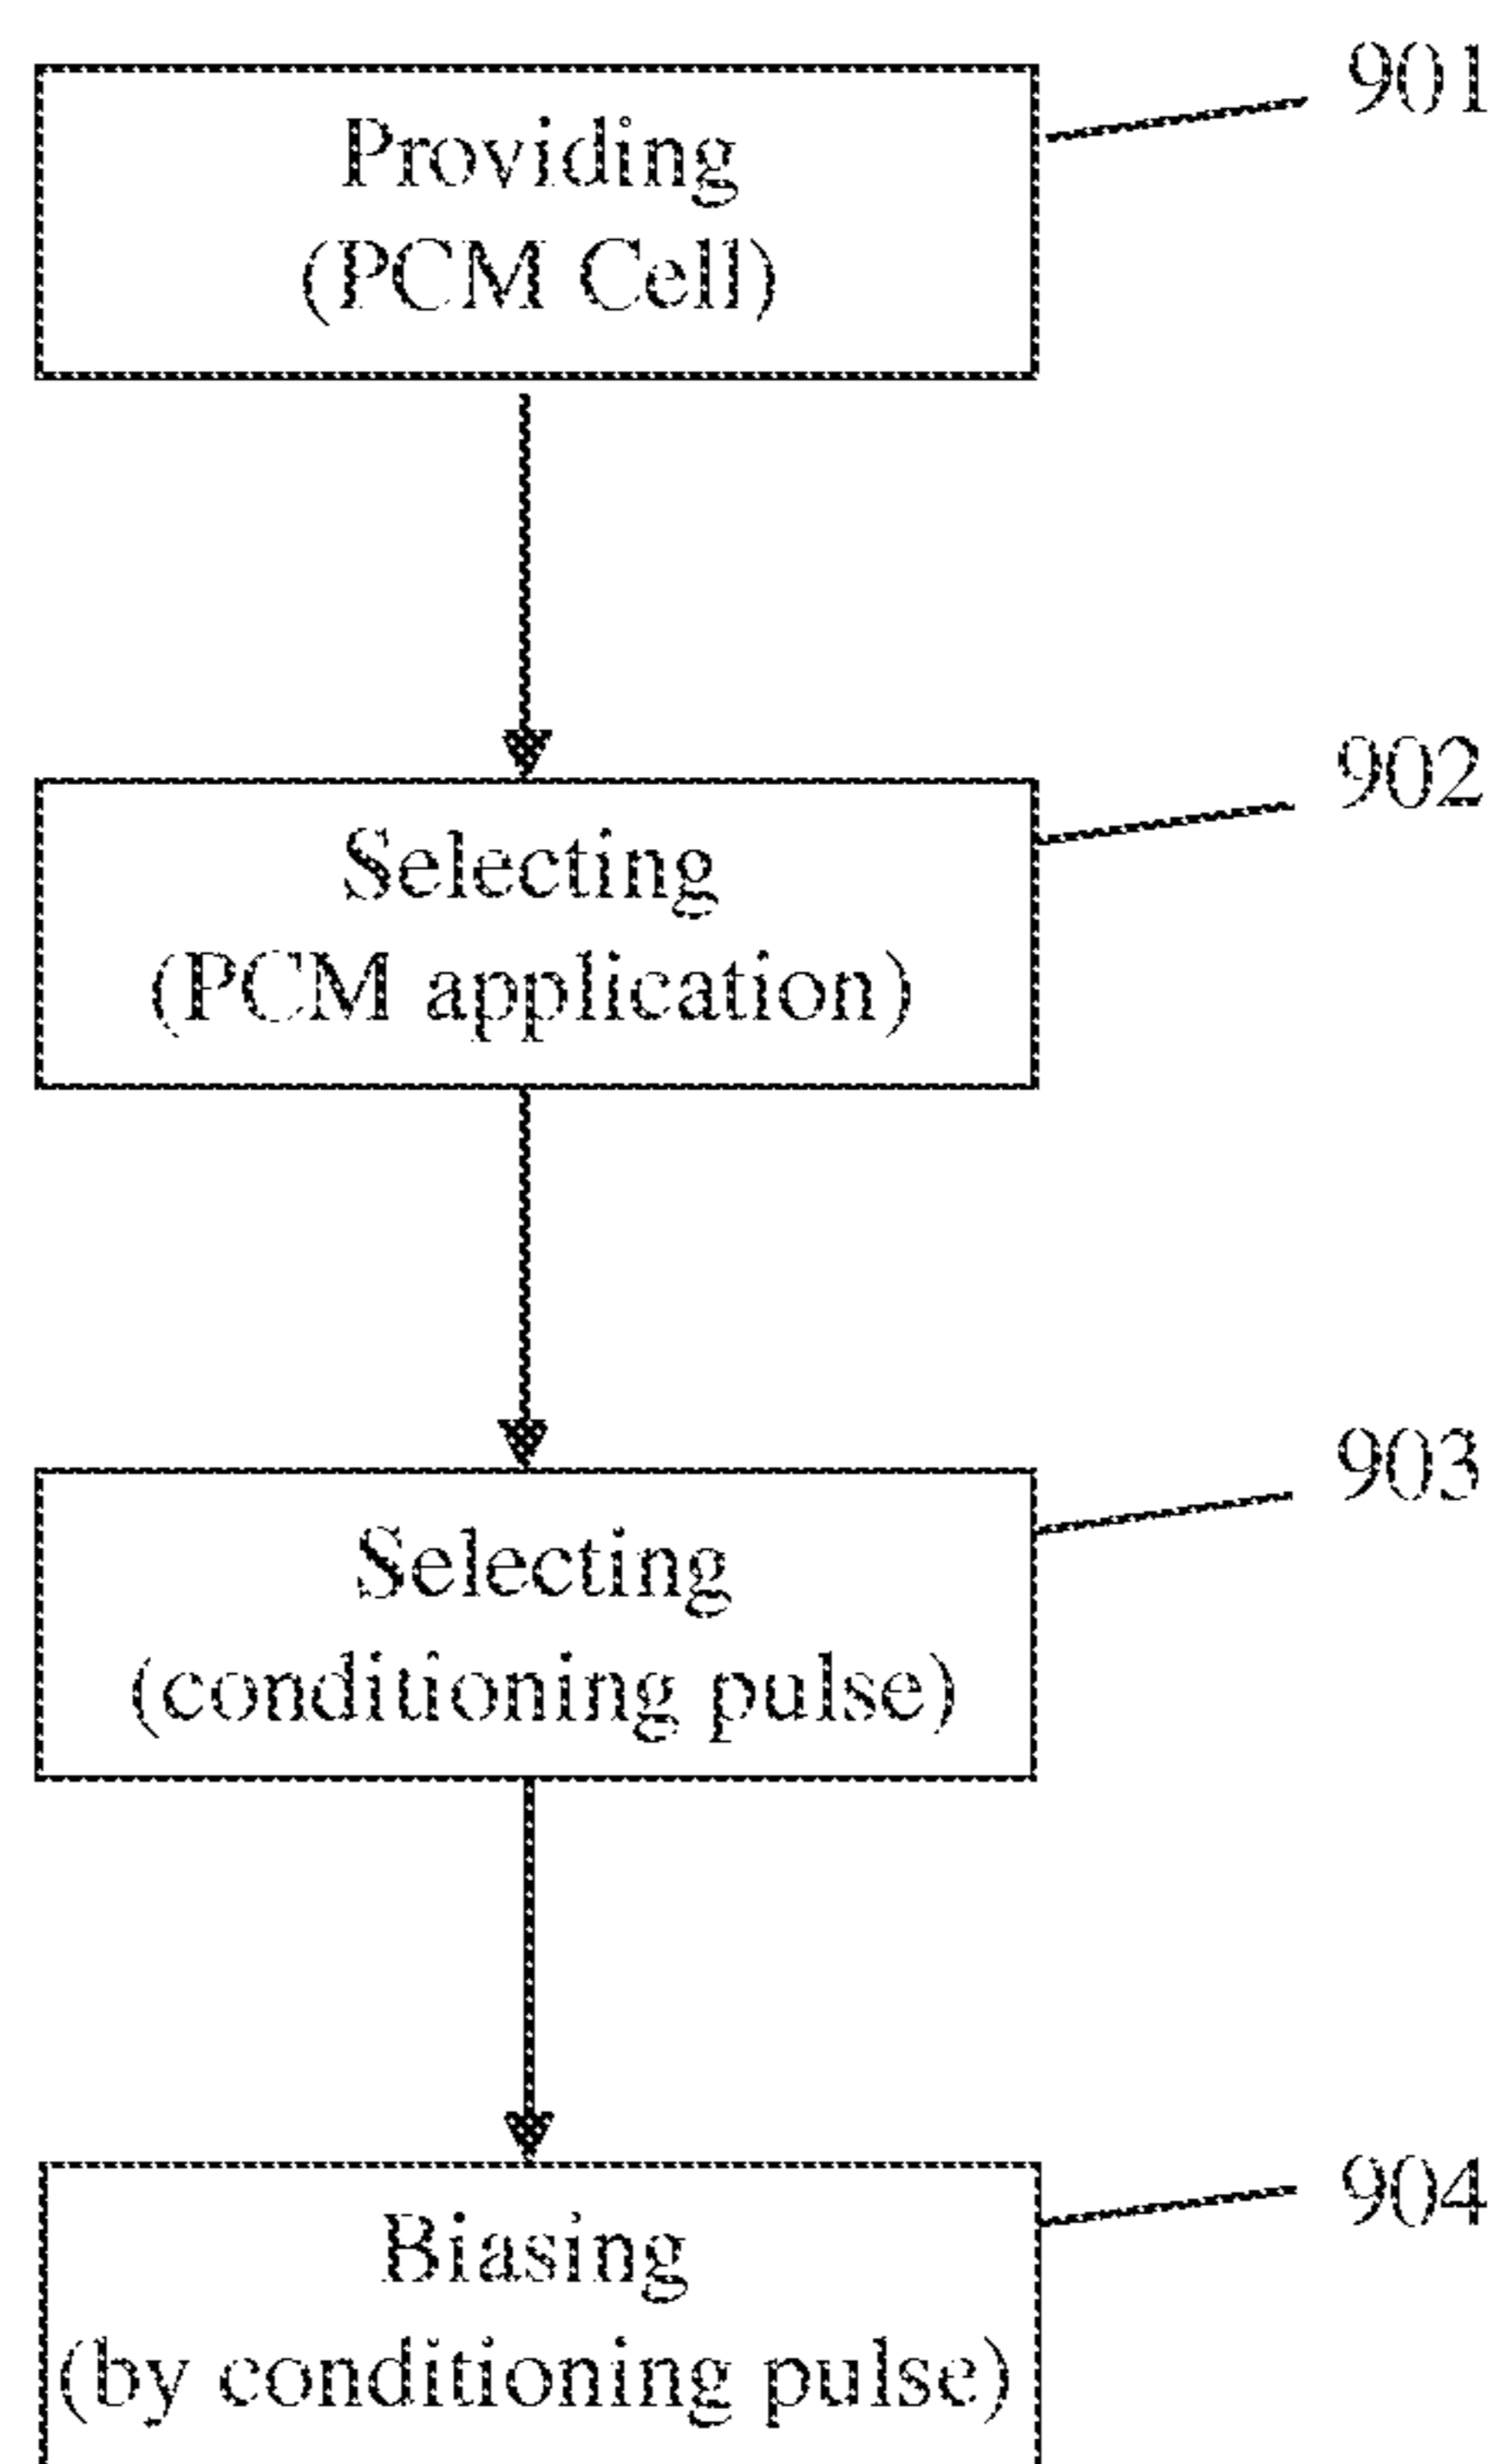 901
Providing
(PCM Cell)
902
Selecting
(PCM application)
903
Selecting
(conditioning pulse)
904
Biasing
(by conditioning pulse)